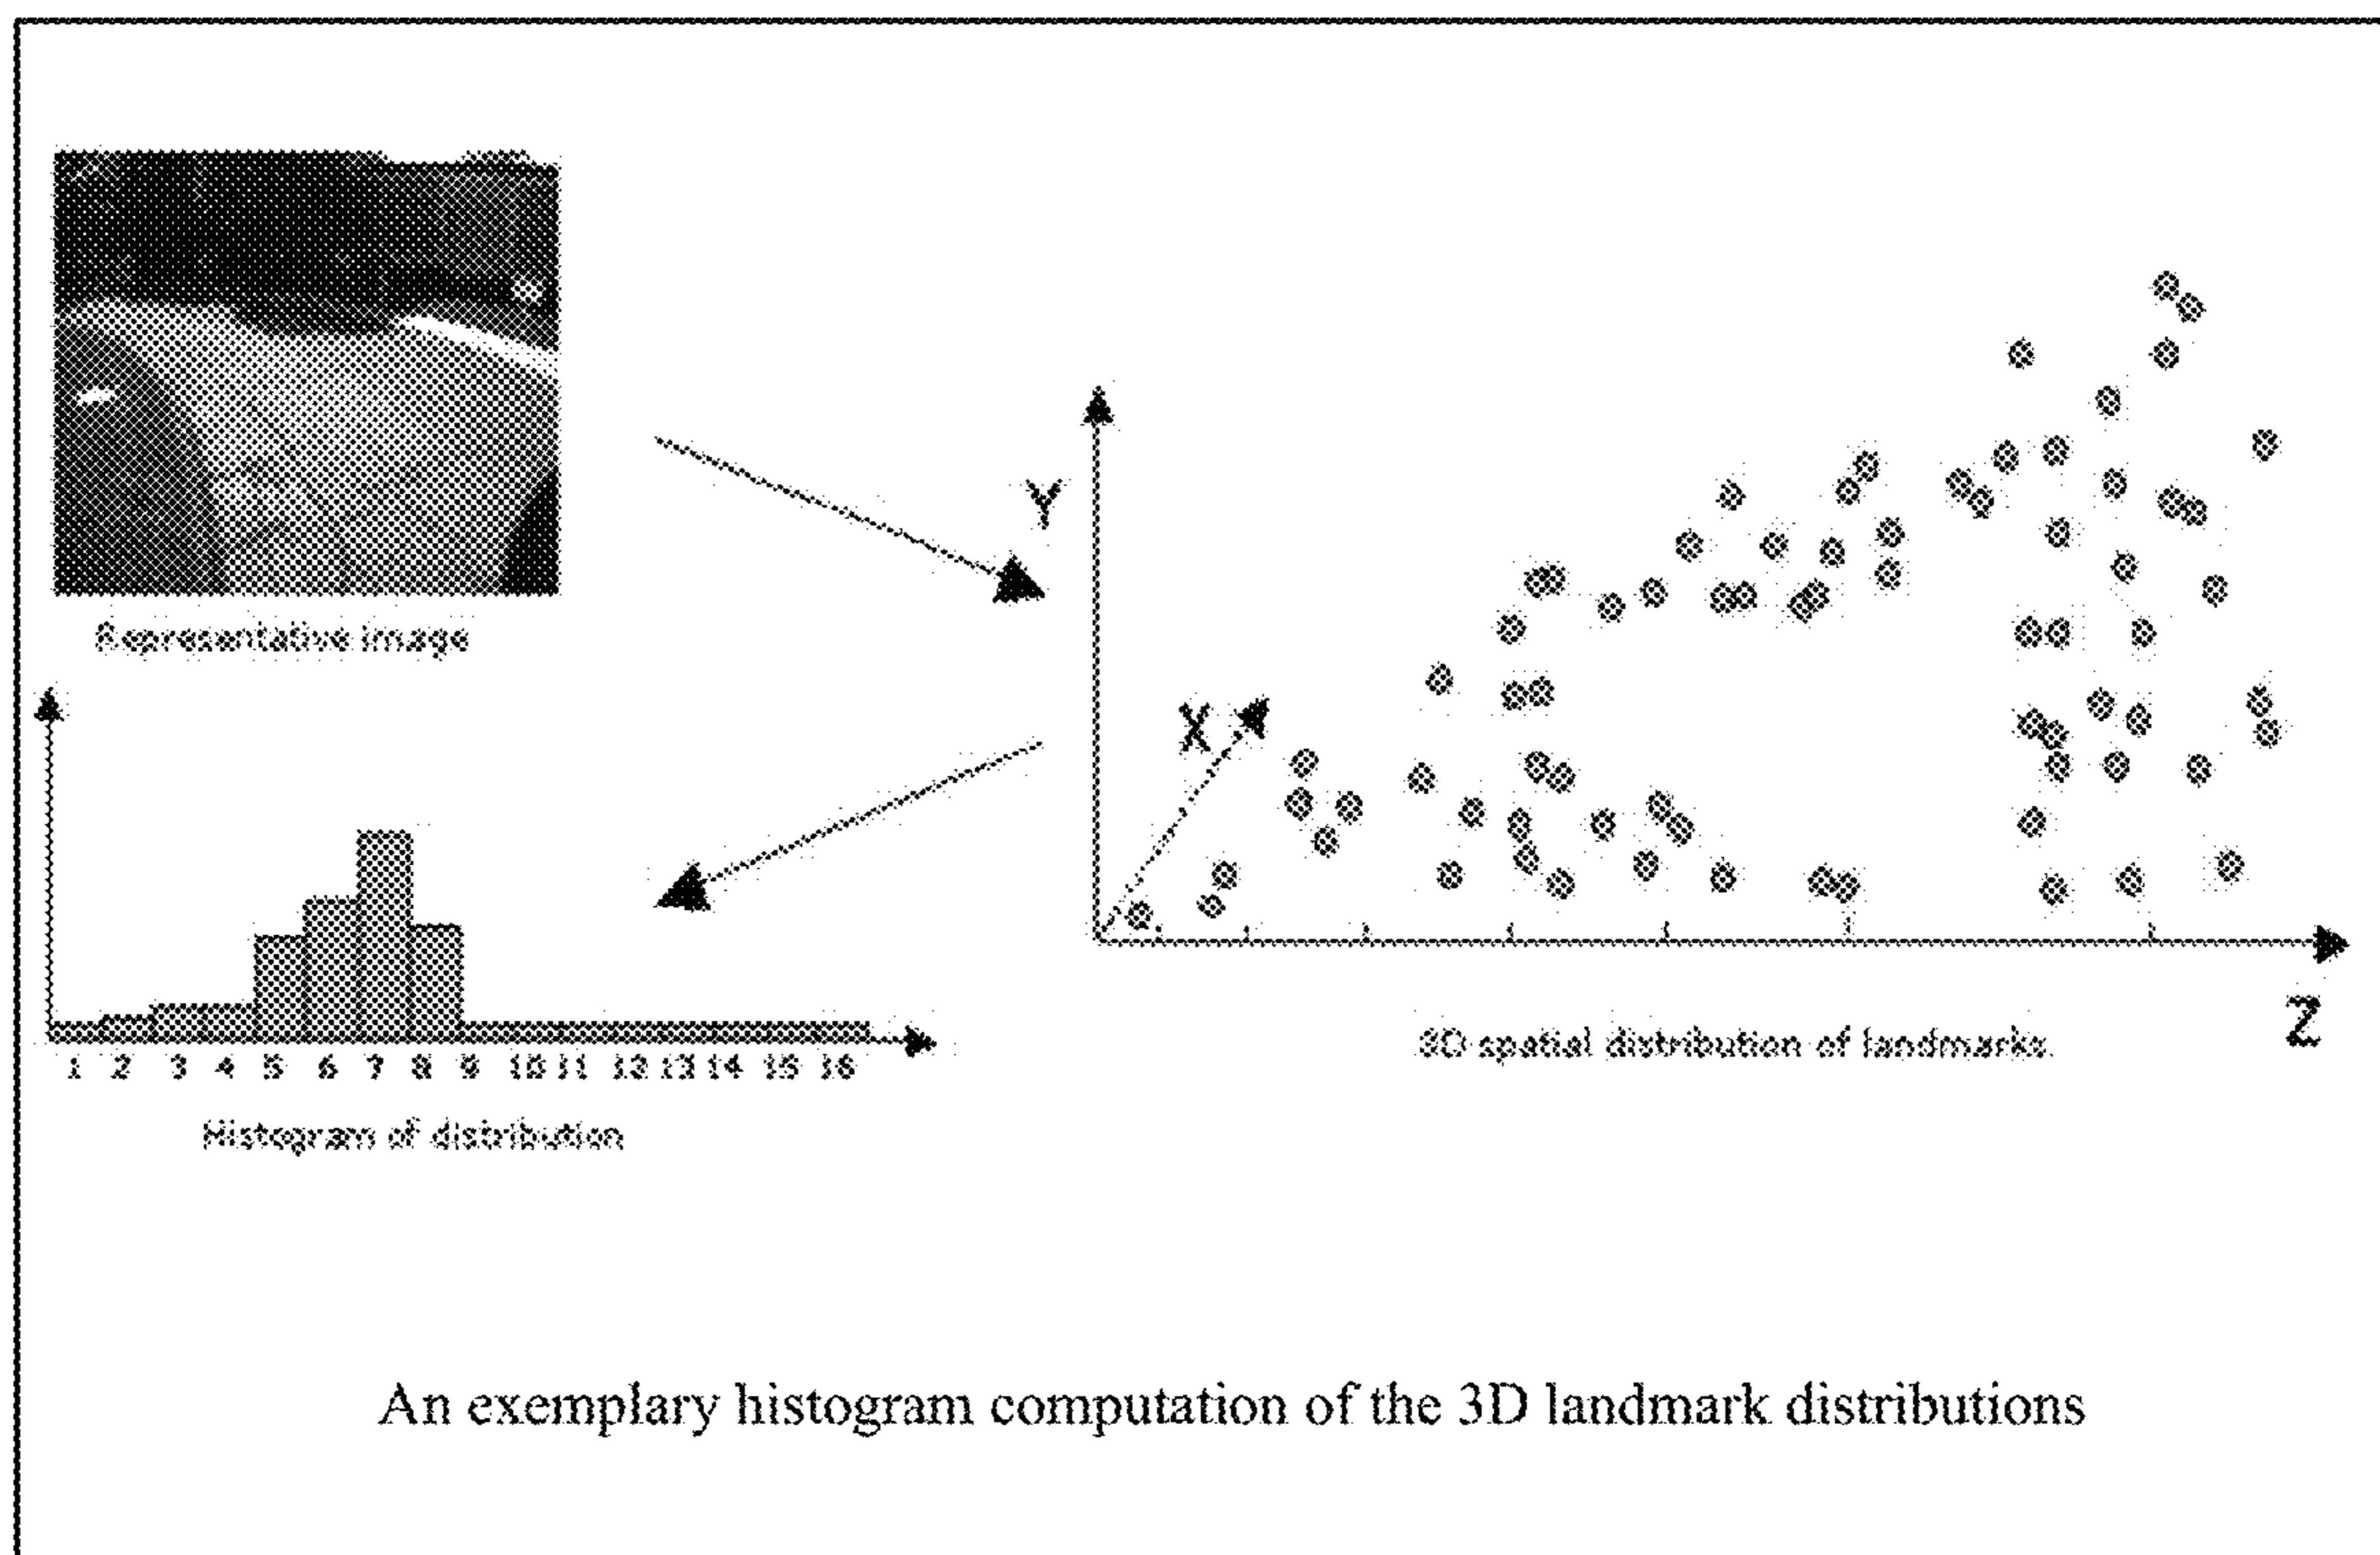 Representative image
Y
X
Z
3D spatial distribution of landmarks
1 2 3 4 5 6 7 8 9 10 11 12 13 14 15 16
Histogram of distribution
An exemplary histogram computation of the 3D landmark distributions